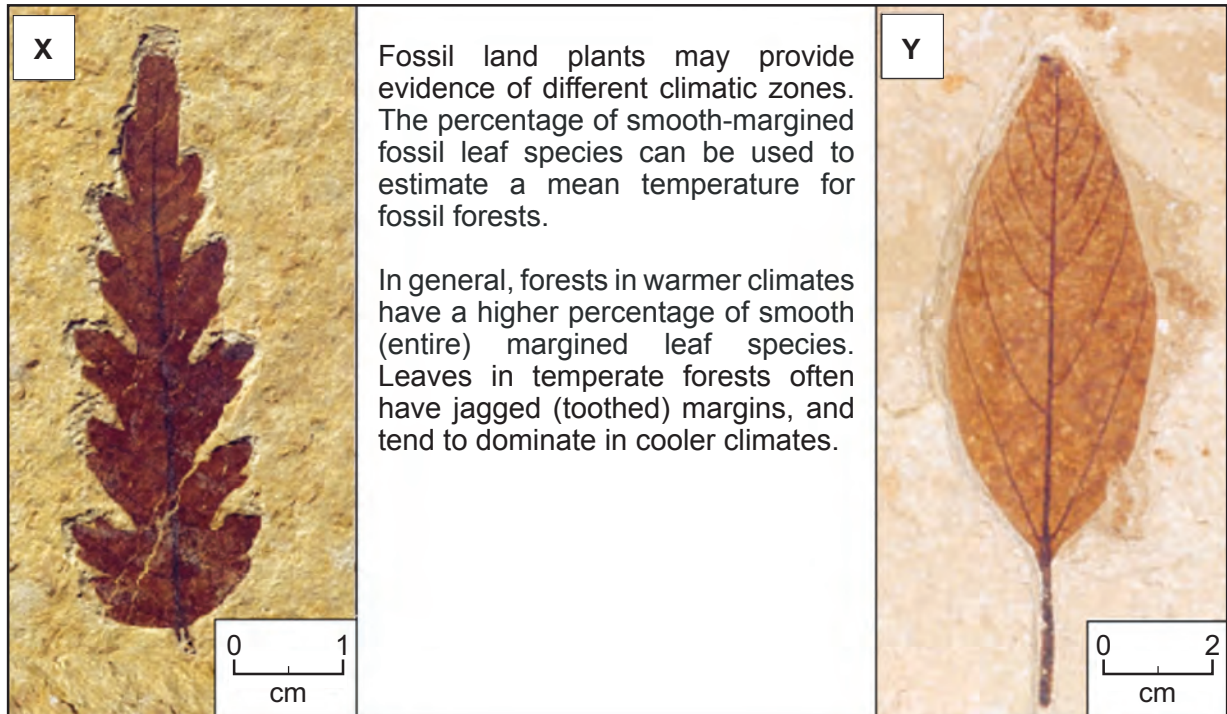 X
Fossil land plants may provide
evidence of different climatic zones.
The percentage of smooth-margined
fossil leaf species can be used to
estimate a mean temperature for
fossil forests.
In general, forests in warmer climates
have a higher percentage of smooth
(entire) margined leaf species.
Leaves in temperate forests often
have jagged (toothed) margins, and
tend to dominate in cooler climates.
Y
0 1
cm
0 2
cm